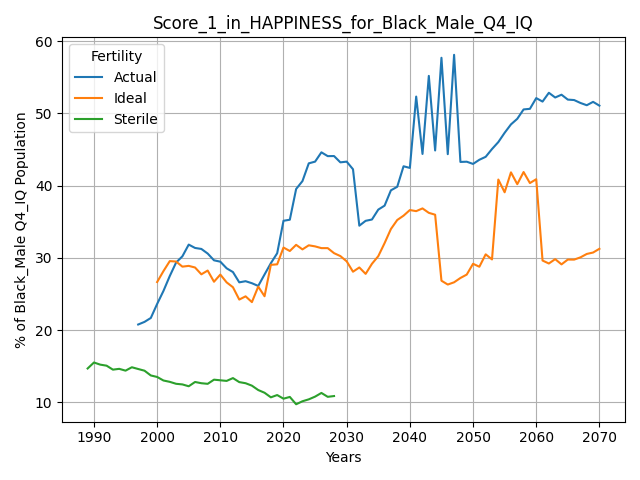 Score_1_in_HAPPINESS_for_Black_Male_Q4_IQ
Fertility
Actual
Ideal
Sterile
% of Black_Male Q4_IQ Population
60
50
40
30
20
10
1990 2000 2010 2020 2030 2040 2050 2060 2070
Years